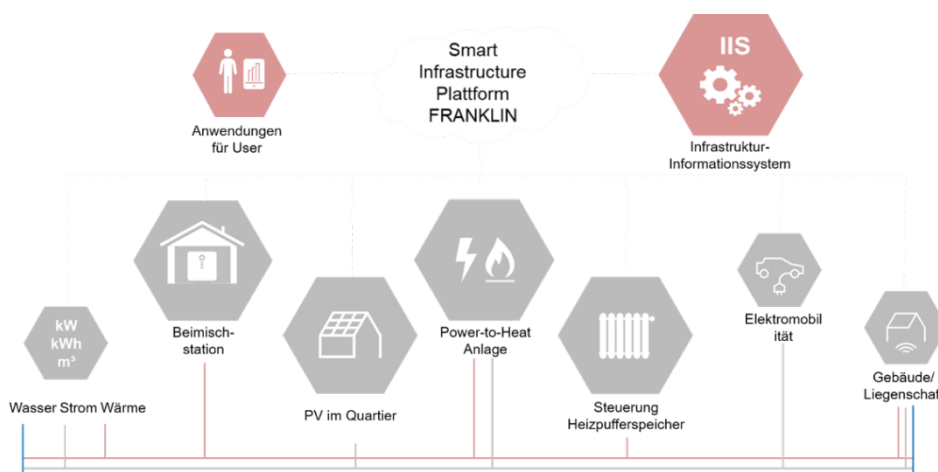 Smart
Infrastructure
Plattform
FRANKLIN
IIS
Anwendungen
für User
Infrastruktur-
Informationssystem
kW
kWh
m³
Wasser Strom Wärme
Beimisch-
station
PV im Quartier
Power-to-Heat
Anlage
Steuerung
Heizpufferspeicher
Elektromobil
ität
Gebäude/
Liegenschaf